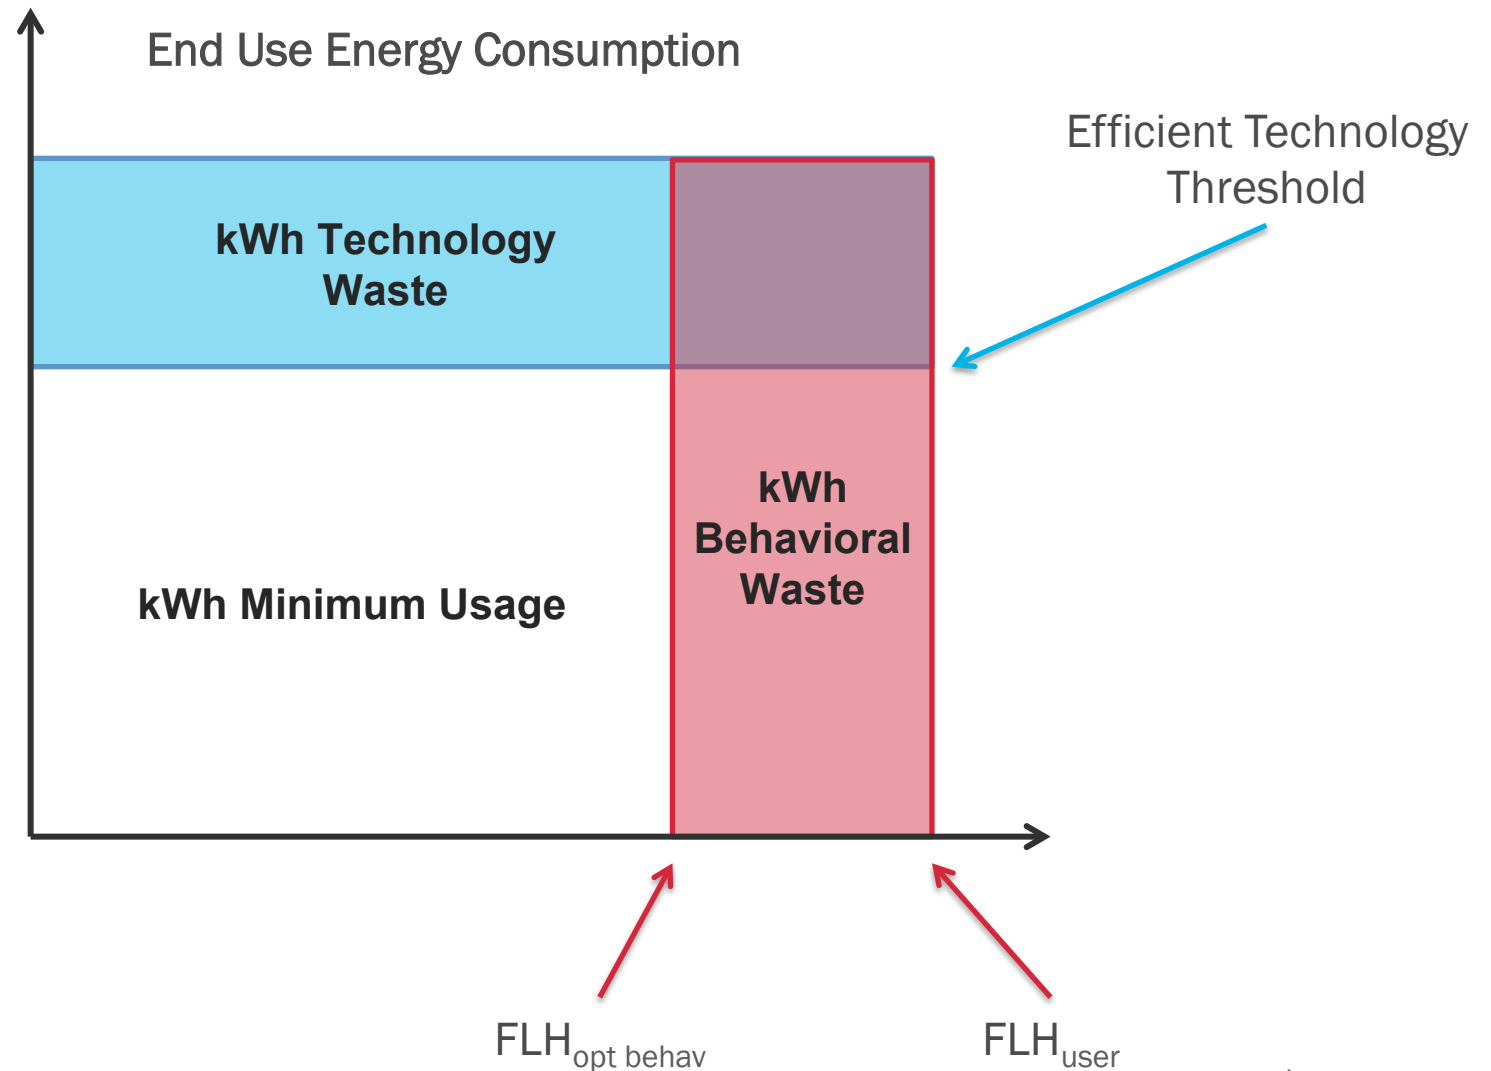 End Use Energy Consumption
Efficient Technology
Threshold
kWh Technology
Waste
kWh
Behavioral
Waste
kWh Minimum Usage
FLHopt behav
FLHuser